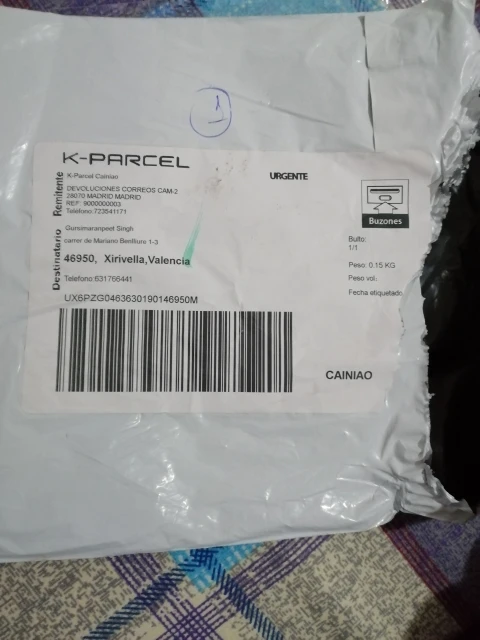 1
K-PARCEL
URGENTE
Remitente
K-Parcel Cainiao
DEVOLUCIONES CORREOS CAM-2
28070 MADRID MADRID
REF: 9000000003
Teléfono:723541171
Buzones
Destinatario
Gursimaranpeet Singh
carrer de Mariano Benlliure 1-3
46950, Xirivella,Valencia
Telefono:631766441
Bulto:
1/1
Peso: 0.15 KG
Peso vol:
Fecha etiquetado:
UX6PZG0463630190146950M
CAINIAO